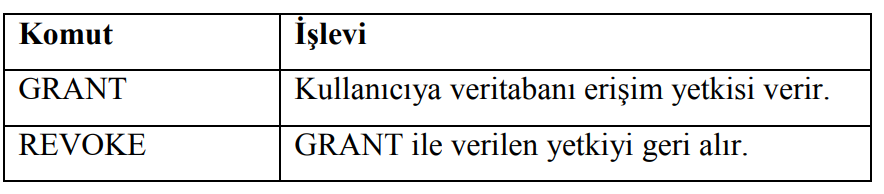 Komut İşlevi
GRANT Kullanıcıya veritabanı erişim yetkisi verir.
REVOKE GRANT ile verilen yetkiyi geri alır.